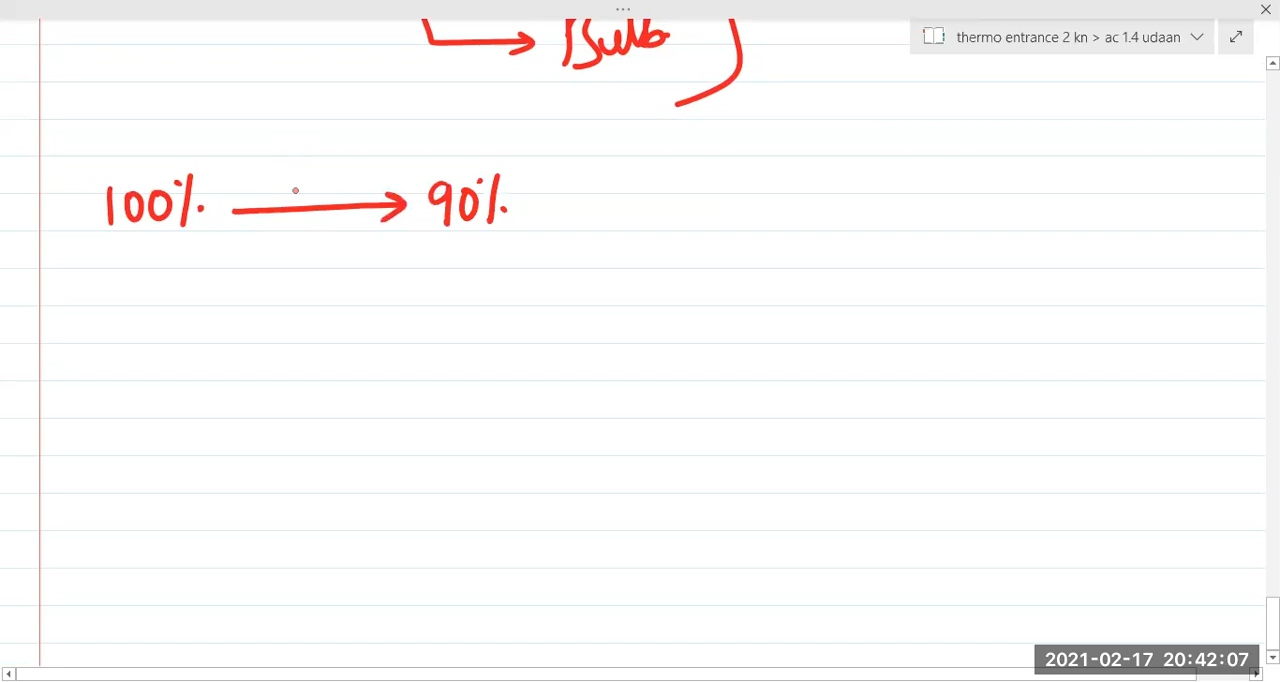 ...
thermo entrance 2 kn > ac 1.4 udaan
Bulb
100% → 90%
2021-02-17 20:42:07